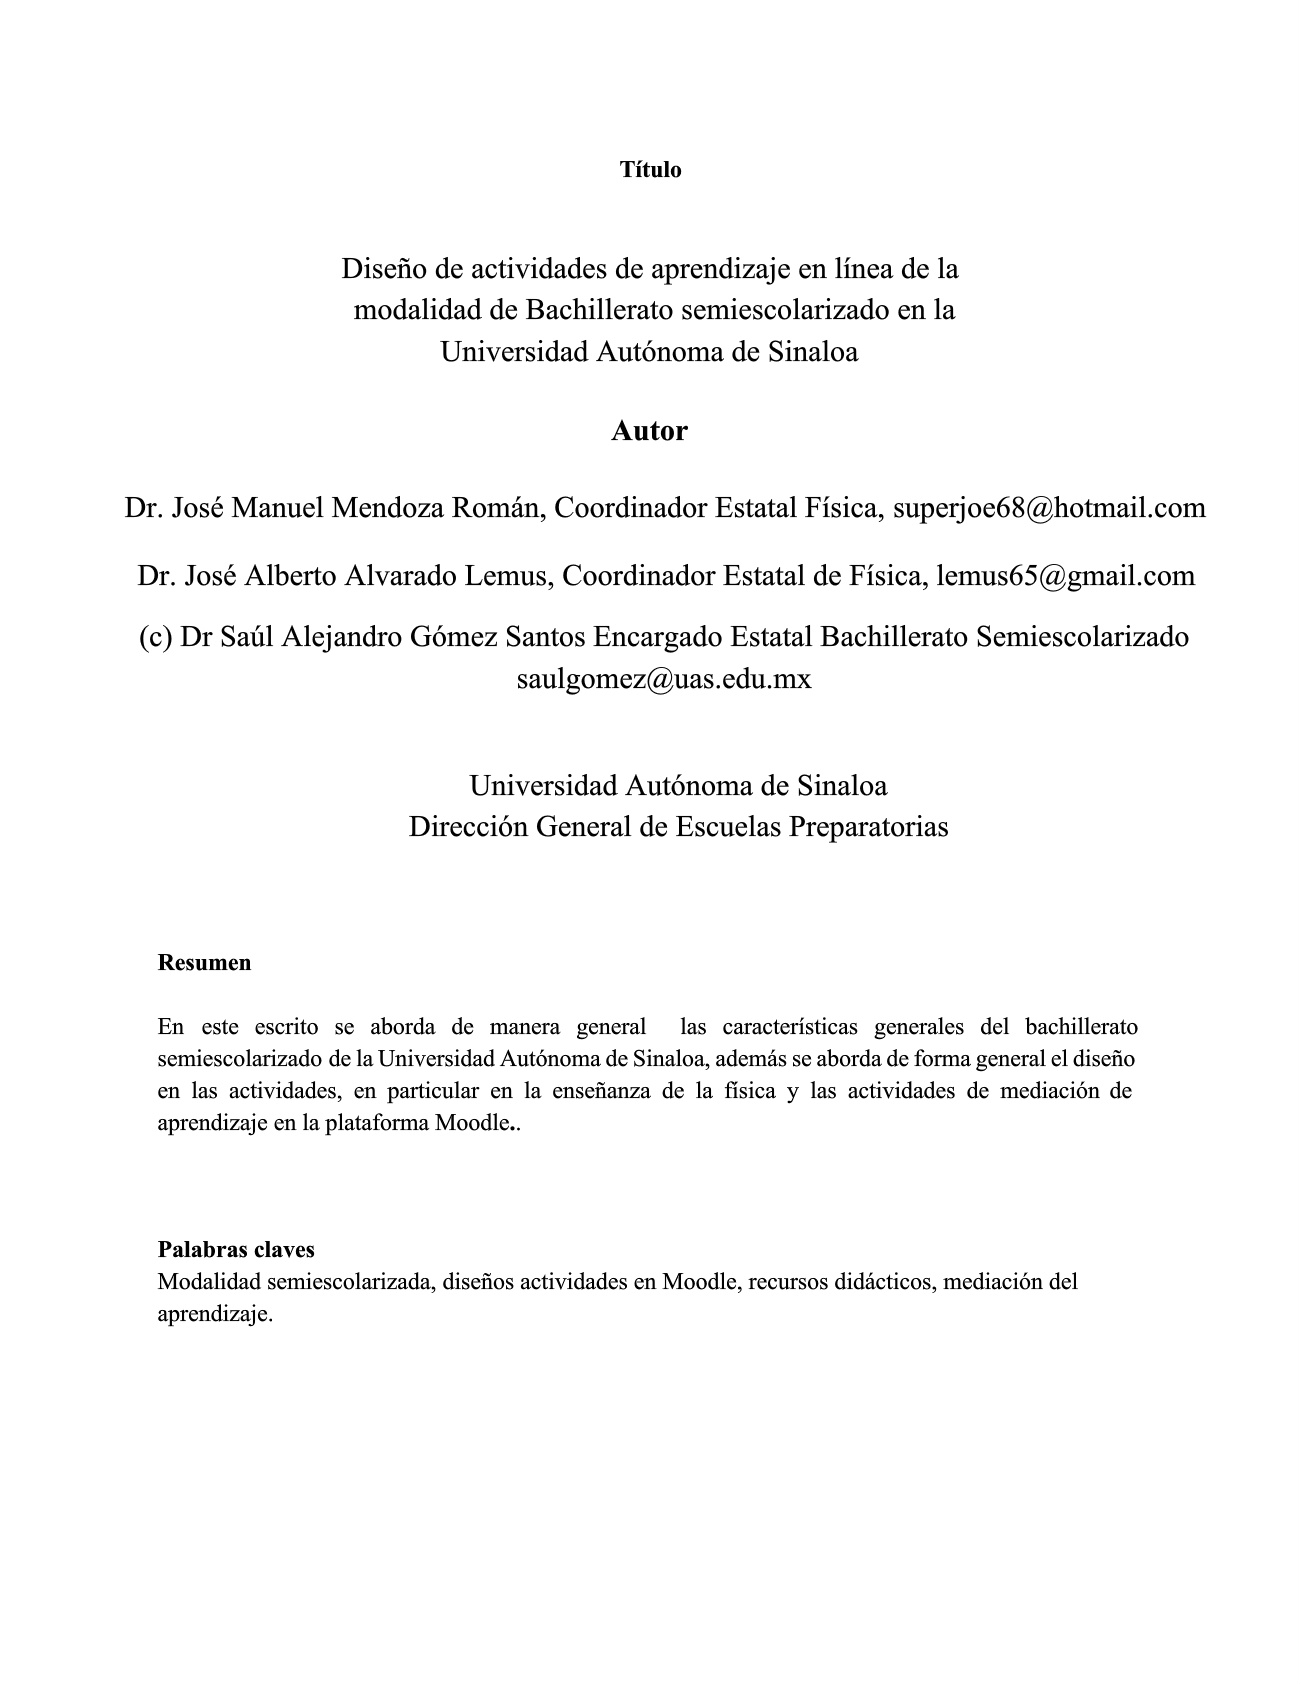 Título
Diseño de actividades de aprendizaje en línea de la
modalidad de Bachillerato semiescolarizado en la
Universidad Autónoma de Sinaloa
Autor
Dr. José Manuel Mendoza Román, Coordinador Estatal Física, superjoe68@hotmail.com
Dr. José Alberto Alvarado Lemus, Coordinador Estatal de Física, lemus65@gmail.com
(c) Dr Saúl Alejandro Gómez Santos Encargado Estatal Bachillerato Semiescolarizado
saulgomez@uas.edu.mx
Universidad Autónoma de Sinaloa
Dirección General de Escuelas Preparatorias
Resumen
En este escrito se aborda de manera general las características generales del bachillerato
semiescolarizado de la Universidad Autónoma de Sinaloa, además se aborda de forma general el diseño
en las actividades, en particular en la enseñanza de la física y las actividades de mediación de
aprendizaje en la plataforma Moodle..
Palabras claves
Modalidad semiescolarizada, diseños actividades en Moodle, recursos didácticos, mediación del
aprendizaje.